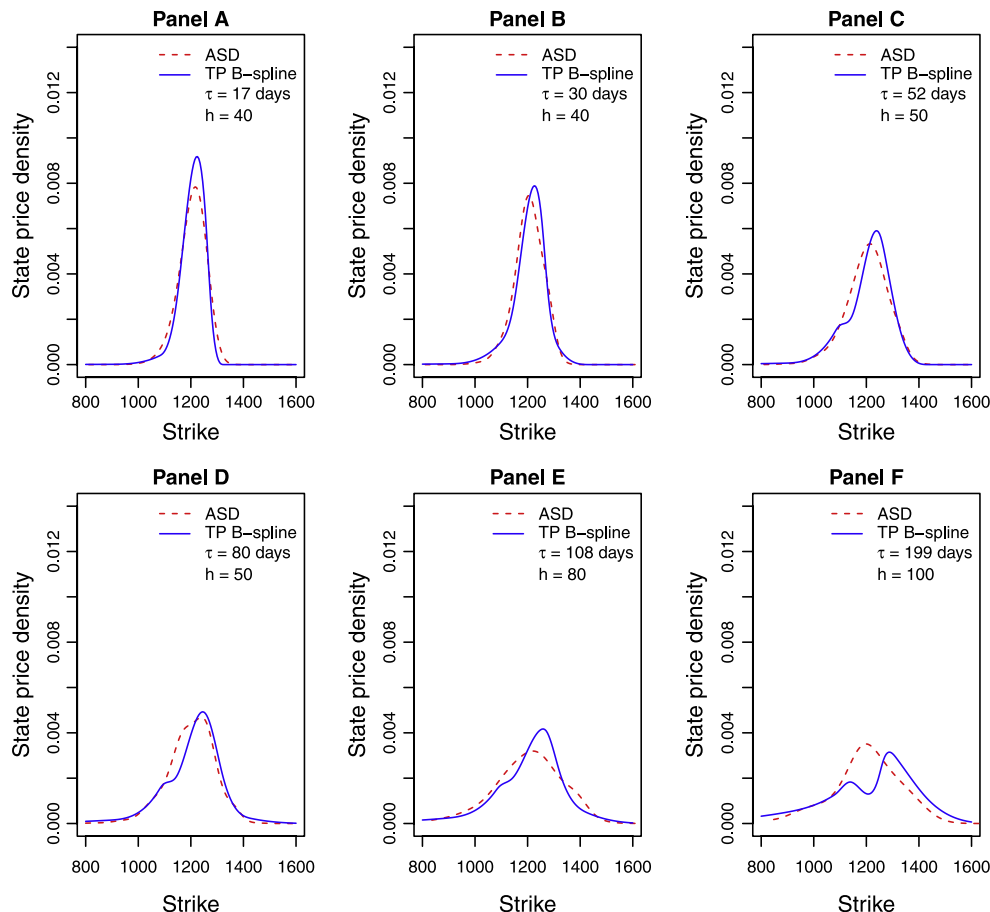 Panel A
ASD
TP B−spline
τ = 17 days
h = 40
State price density
0.000
0.004
0.008
0.012
800
1000
1200
1400
1600
Strike
Panel B
ASD
TP B−spline
τ = 30 days
h = 40
State price density
0.000
0.004
0.008
0.012
800
1000
1200
1400
1600
Strike
Panel C
ASD
TP B−spline
τ = 52 days
h = 50
State price density
0.000
0.004
0.008
0.012
800
1000
1200
1400
1600
Strike
Panel D
ASD
TP B−spline
τ = 80 days
h = 50
State price density
0.000
0.004
0.008
0.012
800
1000
1200
1400
1600
Strike
Panel E
ASD
TP B−spline
τ = 108 days
h = 80
State price density
0.000
0.004
0.008
0.012
800
1000
1200
1400
1600
Strike
Panel F
ASD
TP B−spline
τ = 199 days
h = 100
State price density
0.000
0.004
0.008
0.012
800
1000
1200
1400
1600
Strike